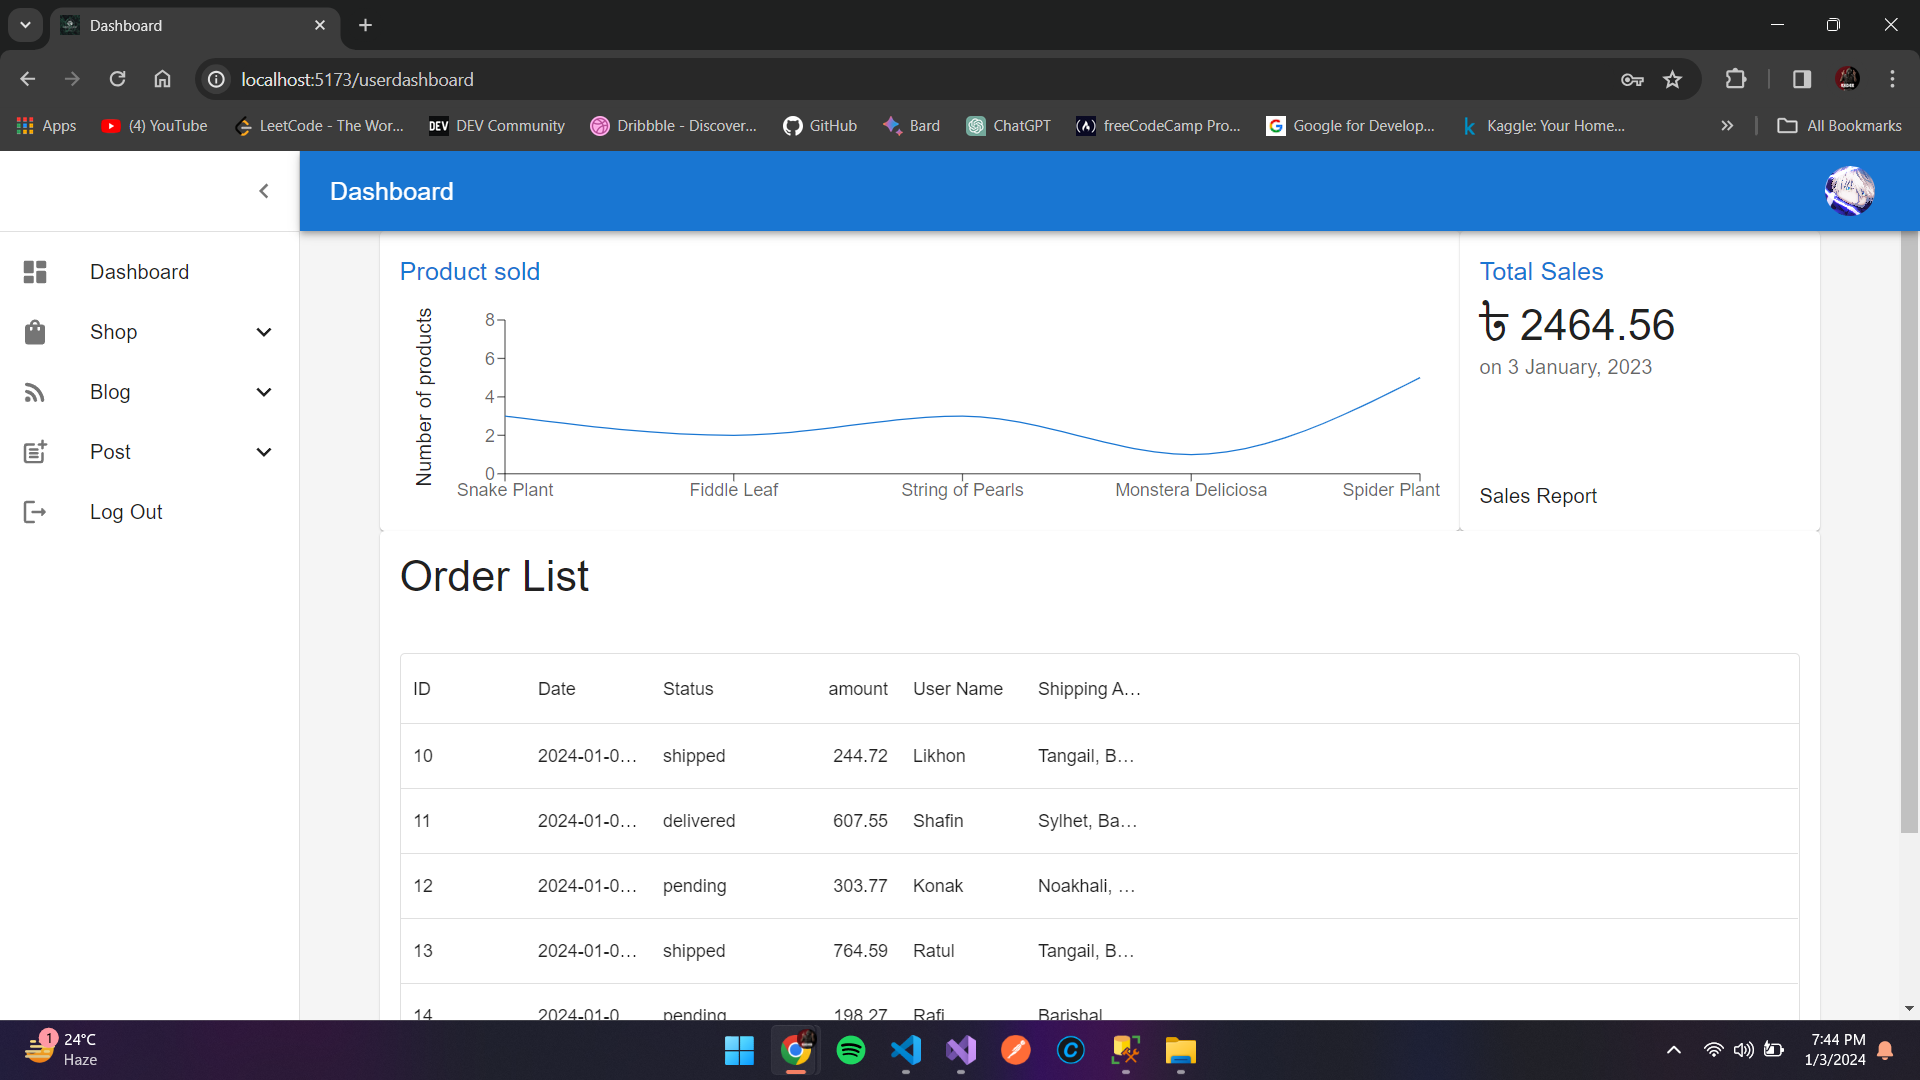 Dashboard
localhost:5173/userdashboard
Apps
(4) YouTube
LeetCode - The Wor...
DEV DEV Community
Dribbble - Discover...
GitHub
Bard
ChatGPT
freeCodeCamp Pro...
Google for Develop...
Kaggle: Your Home...
All Bookmarks
Dashboard
Dashboard
Shop
Blog
Post
Log Out
Product sold
Number of products
8
6
4
2
0
Snake Plant
Fiddle Leaf
String of Pearls
Monstera Deliciosa
Spider Plant
Total Sales
৳ 2464.56
on 3 January, 2023
Sales Report
Order List
ID Date Status amount User Name Shipping A...
10 2024-01-0... shipped 244.72 Likhon Tangail, B...
11 2024-01-0... delivered 607.55 Shafin Sylhet, Ba...
12 2024-01-0... pending 303.77 Konak Noakhali, ...
13 2024-01-0... shipped 764.59 Ratul Tangail, B...
14 2024-01-0 pending 198.27 Rafi Barishal
1
24°C
Haze
7:44 PM
1/3/2024